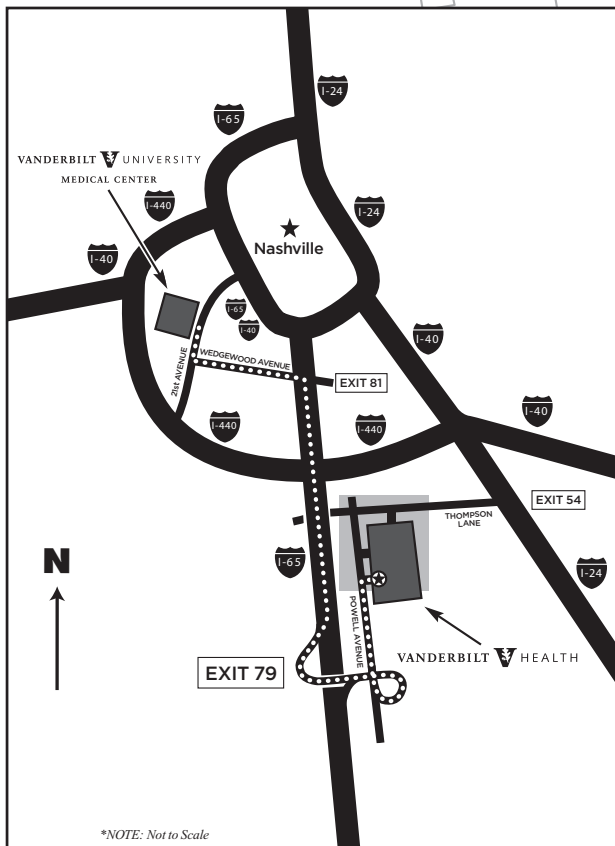 I-24
I-65
VANDERBILT UNIVERSITY
MEDICAL CENTER
I-440
I-24
Nashville
I-40
I-65
I-40
I-40
21st AVENUE
WEDGEWOOD AVENUE
EXIT 81
I-40
I-440
I-440
EXIT 54
THOMPSON
LANE
I-65
I-24
N
POWELL AVENUE
VANDERBILT HEALTH
EXIT 79
*NOTE: Not to Scale